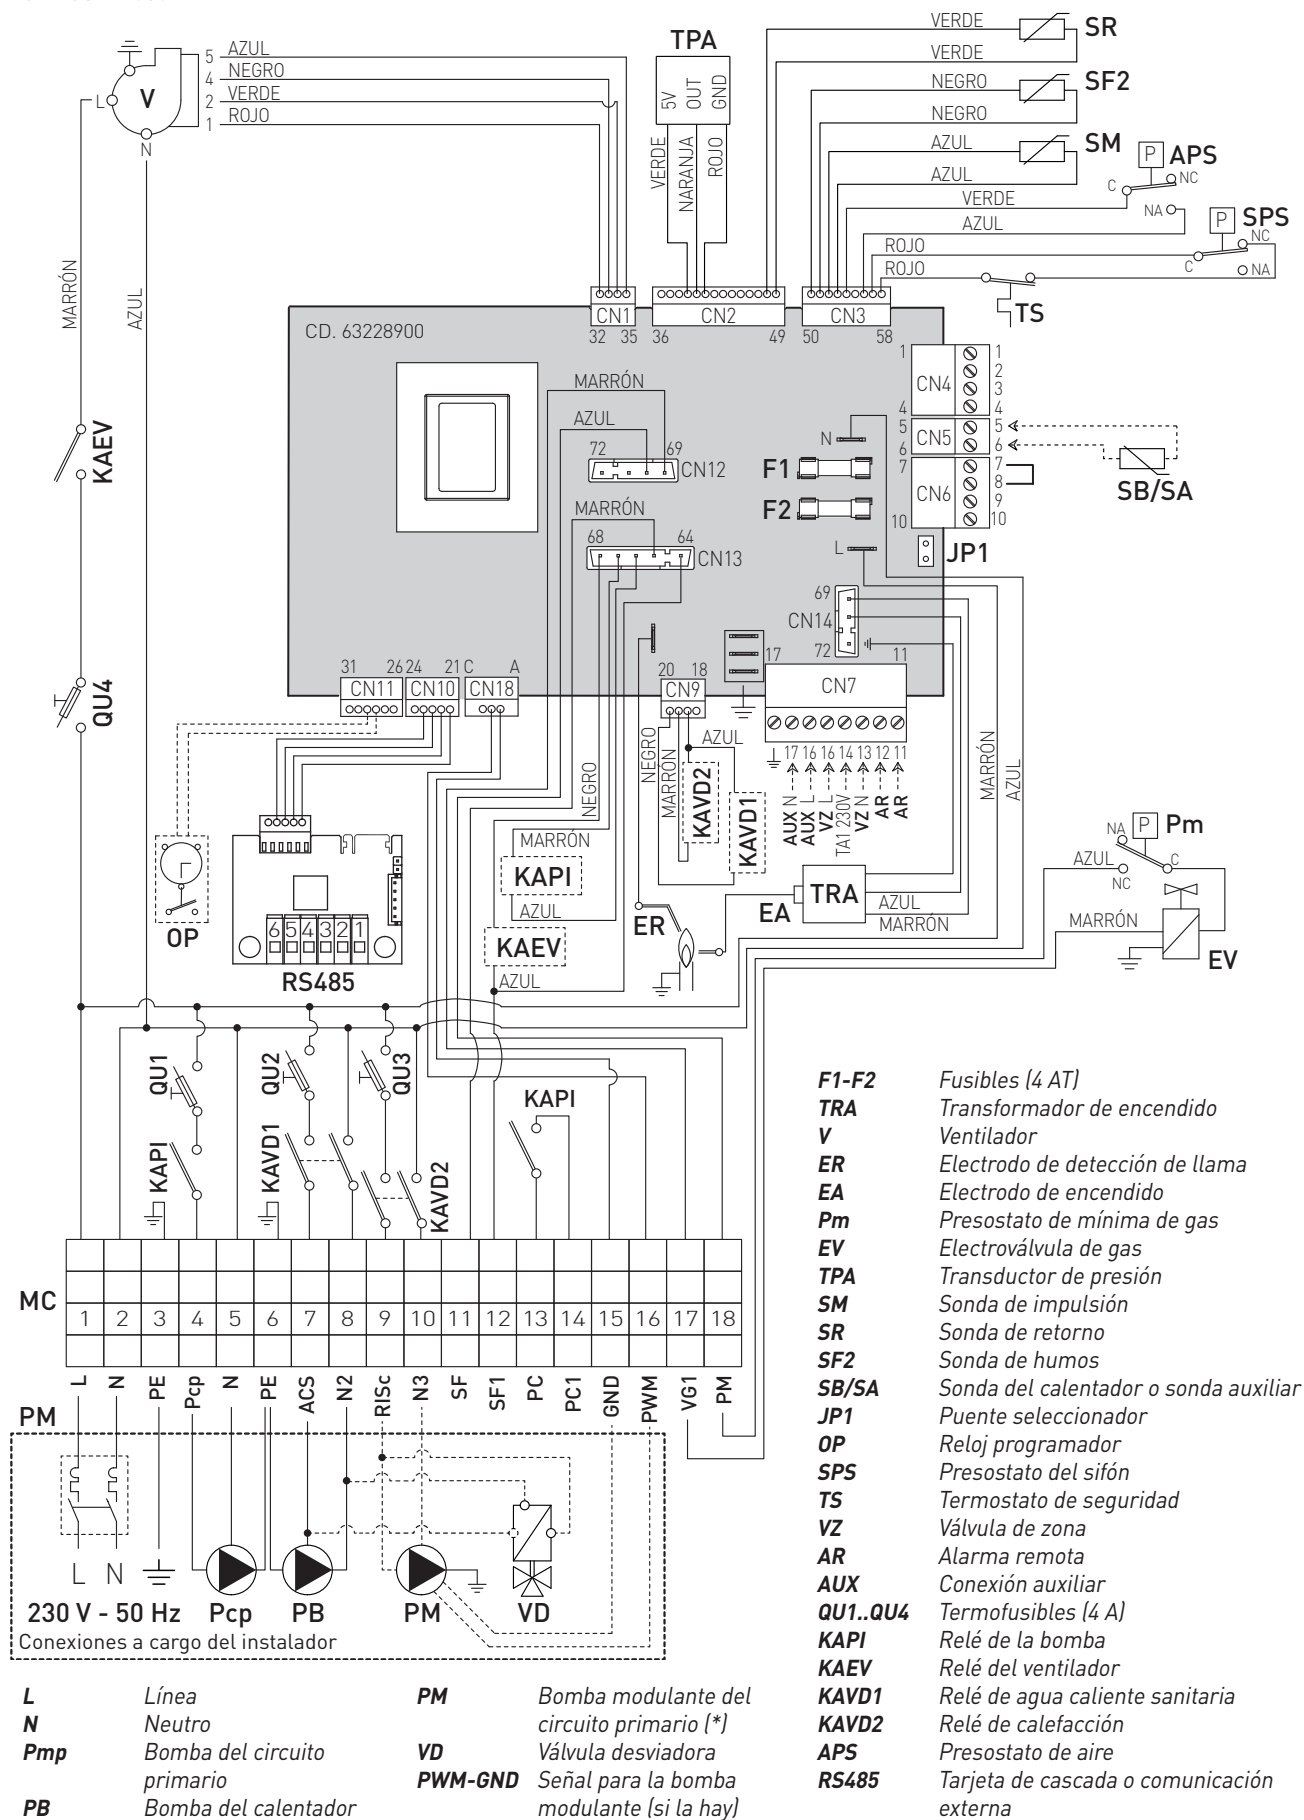 AZUL
NEGRO
VERDE
ROJO
5
4
2
1
L
V
N
TPA
5V
OUT
GND
VERDE
NARANJA
ROJO
VERDE
SR
VERDE
NEGRO
SF2
NEGRO
AZUL
SM
AZUL
P
APS
C
NC
NA
VERDE
AZUL
P
SPS
NC
C
NA
ROJO
ROJO
TS
MARRÓN
AZUL
KAEV
QU4
CD. 63228900
CN1
32 35
CN2
36 49
CN3
50 58
MARRÓN
AZUL
72 69
CN12
MARRÓN
68 64
CN13
N
F1
F2
L
1
4
CN4
1
2
3
4
5
6
CN5
5
6
7
10
CN6
7
8
9
10
SB/SA
JP1
69
CN14
72
31 26
CN11
24 21
CN10
C A
CN18
20 18
CN9
17 11
CN7
17 16 16 14 13 12 11
AUX N
AUX L
VZ L
TA1 230V
VZ N
AR
AR
NEGRO
MARRÓN
AZUL
KAVD2
KAVD1
MARRÓN
AZUL
NEGRO
MARRÓN
KAPI
AZUL
KAEV
AZUL
OP
6 5 4 3 2 1
RS485
ER
EA
TRA
AZUL
MARRÓN
NA
P
Pm
AZUL
C
NC
MARRÓN
EV
QU1
QU2
QU3
KAPI
KAVD1
KAVD2
KAPI
MC
1 2 3 4 5 6 7 8 9 10 11 12 13 14 15 16 17 18
L
N
PE
Pcp
N
PE
ACS
N2
RISc
N3
SF
SF1
PC
PC1
GND
PWM
VG1
PM
PM
L N
230 V - 50 Hz
Pcp
PB
PM
VD
Conexiones a cargo del instalador
F1-F2 Fusibles (4 AT)
TRA Transformador de encendido
V Ventilador
ER Electrodo de detección de llama
EA Electrodo de encendido
Pm Presostato de mínima de gas
EV Electroválvula de gas
TPA Transductor de presión
SM Sonda de impulsión
SR Sonda de retorno
SF2 Sonda de humos
SB/SA Sonda del calentador o sonda auxiliar
JP1 Puente seleccionador
OP Reloj programador
SPS Presostato del sifón
TS Termostato de seguridad
VZ Válvula de zona
AR Alarma remota
AUX Conexión auxiliar
QU1..QU4 Termofusibles (4 A)
KAPI Relé de la bomba
KAEV Relé del ventilador
KAVD1 Relé de agua caliente sanitaria
KAVD2 Relé de calefacción
APS Presostato de aire
RS485 Tarjeta de cascada o comunicación
externa
L Línea
N Neutro
Pmp Bomba del circuito
primario
PB Bomba del calentador
PM Bomba modulante del
circuito primario (*)
VD Válvula desviadora
PWM-GND Señal para la bomba
modulante (si la hay)